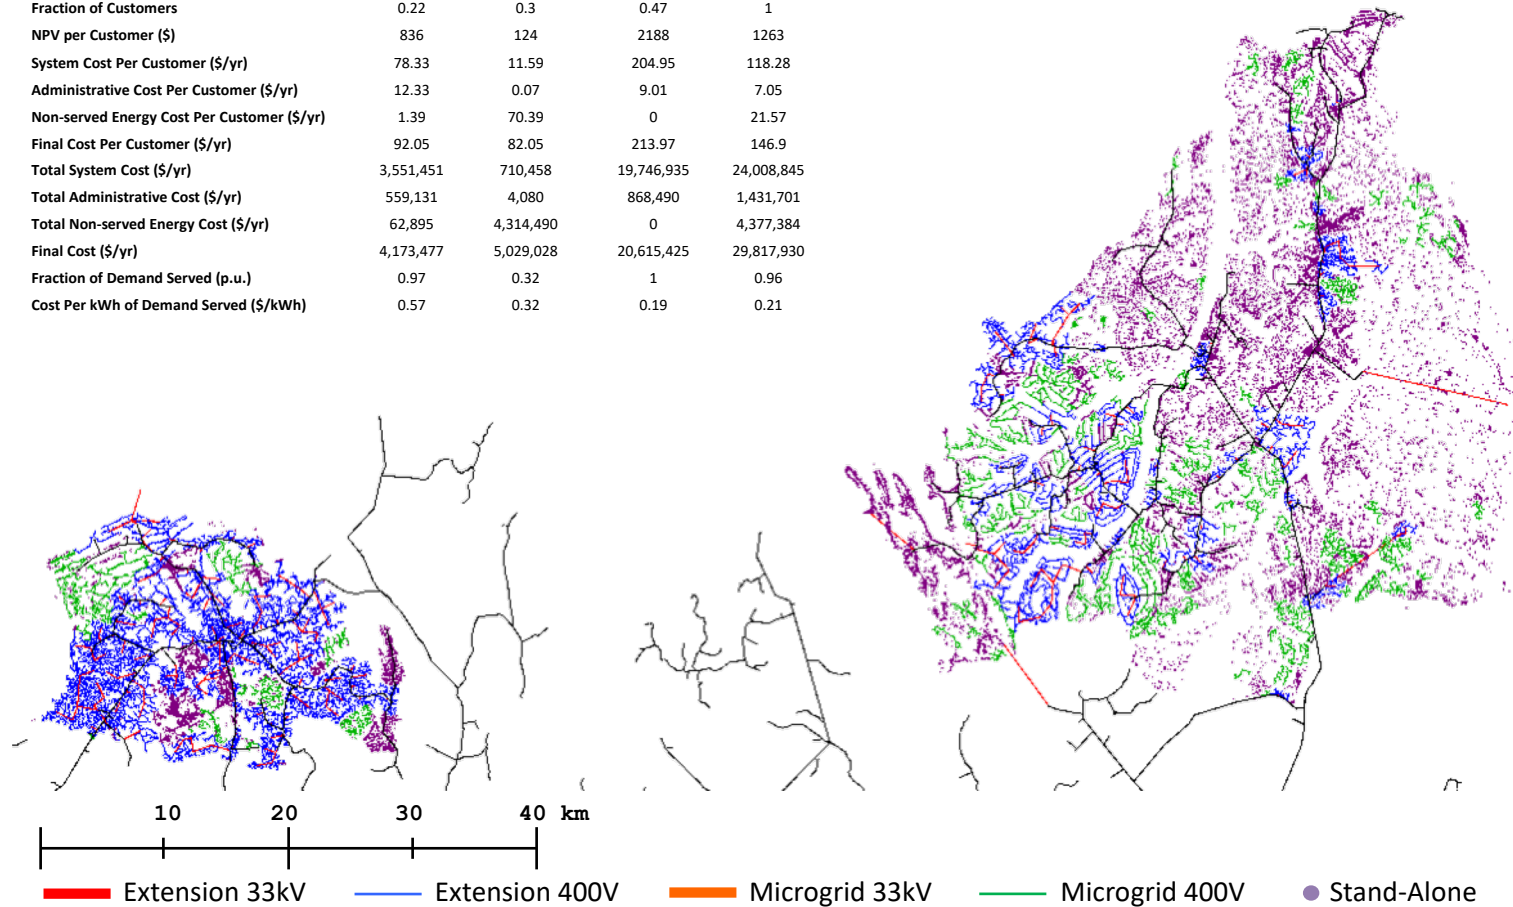 Fraction of Customers 0.22 0.3 0.47 1
NPV per Customer ($) 836 124 2188 1263
System Cost Per Customer ($/yr) 78.33 11.59 204.95 118.28
Administrative Cost Per Customer ($/yr) 12.33 0.07 9.01 7.05
Non-served Energy Cost Per Customer ($/yr) 1.39 70.39 0 21.57
Final Cost Per Customer ($/yr) 92.05 82.05 213.97 146.9
Total System Cost ($/yr) 3,551,451 710,458 19,746,935 24,008,845
Total Administrative Cost ($/yr) 559,131 4,080 868,490 1,431,701
Total Non-served Energy Cost ($/yr) 62,895 4,314,490 0 4,377,384
Final Cost ($/yr) 4,173,477 5,029,028 20,615,425 29,817,930
Fraction of Demand Served (p.u.) 0.97 0.32 1 0.96
Cost Per kWh of Demand Served ($/kWh) 0.57 0.32 0.19 0.21
10 20 30 40 km
Extension 33kV Extension 400V Microgrid 33kV Microgrid 400V Stand-Alone